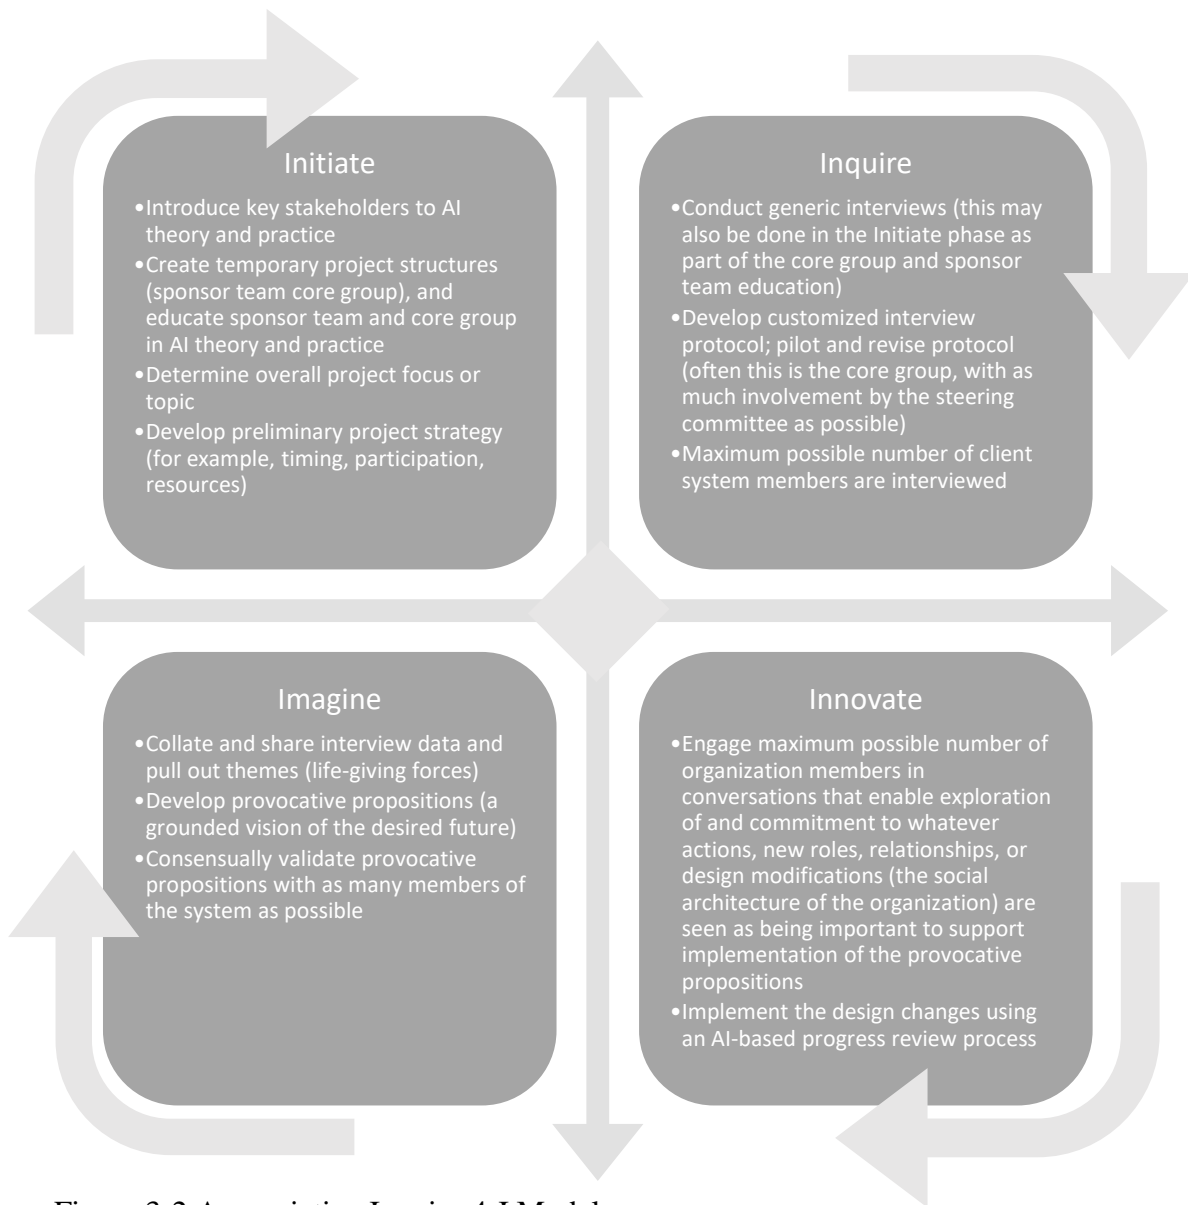 Initiate
•Introduce key stakeholders to AI
theory and practice
•Create temporary project structures
(sponsor team core group), and
educate sponsor team and core group
in AI theory and practice
•Determine overall project focus or
topic
•Develop preliminary project strategy
(for example, timing, participation,
resources)
Inquire
•Conduct generic interviews (this may
also be done in the Initiate phase as
part of the core group and sponsor
team education)
•Develop customized interview
protocol; pilot and revise protocol
(often this is the core group, with as
much involvement by the steering
committee as possible)
•Maximum possible number of client
system members are interviewed
Imagine
•Collate and share interview data and
pull out themes (life-giving forces)
•Develop provocative propositions (a
grounded vision of the desired future)
•Consensually validate provocative
propositions with as many members of
the system as possible
Innovate
•Engage maximum possible number of
organization members in
conversations that enable exploration
of and commitment to whatever
actions, new roles, relationships, or
design modifications (the social
architecture of the organization) are
seen as being important to support
implementation of the provocative
propositions
•Implement the design changes using
an AI-based progress review process
Figure 3-2 Appreciative Inquiry 4-I Model